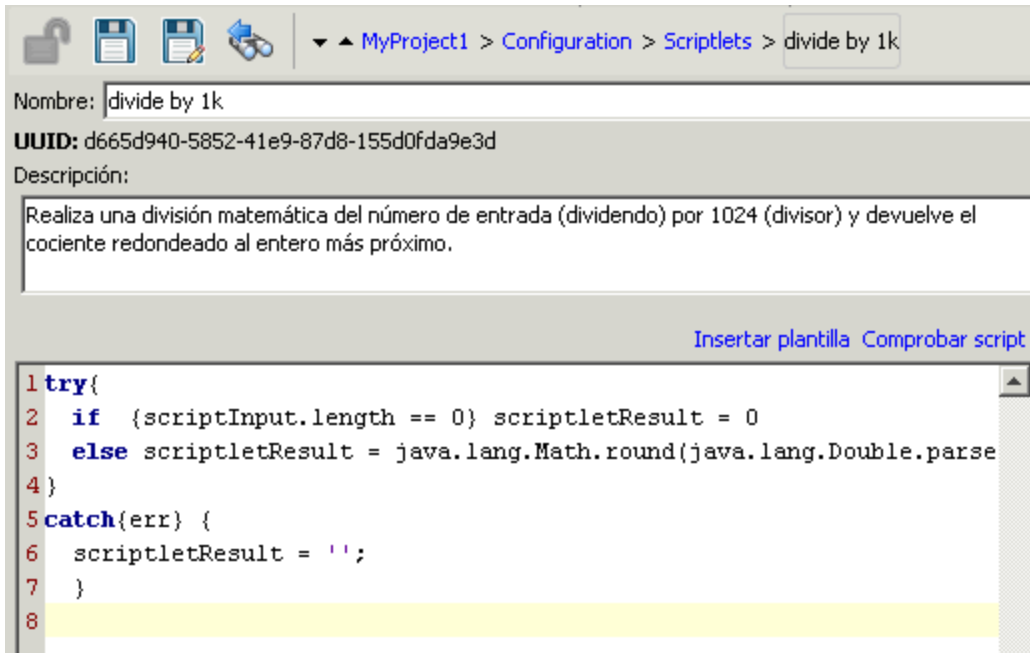 MyProject1 > Configuration > Scriptlets > divide by 1k
Nombre: divide by 1k
UUID: d665d940-5852-41e9-87d8-155d0fda9e3d
Descripción:
Realiza una división matemática del número de entrada (dividendo) por 1024 (divisor) y devuelve el
cociente redondeado al entero más próximo.
Insertar plantilla Comprobar script
1 try{
2 if {scriptInput.length == 0} scriptletResult = 0
3 else scriptletResult = java.lang.Math.round(java.lang.Double.parse
4 }
5 catch{err} {
6 scriptletResult = '';
7 }
8